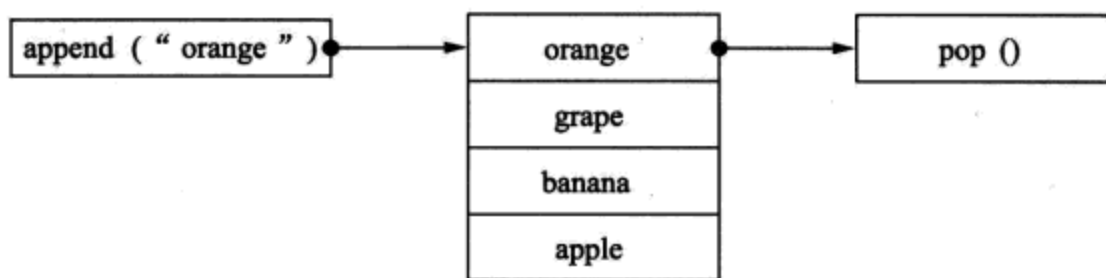 append ( “ orange ” )
orange
pop ()
grape
banana
apple